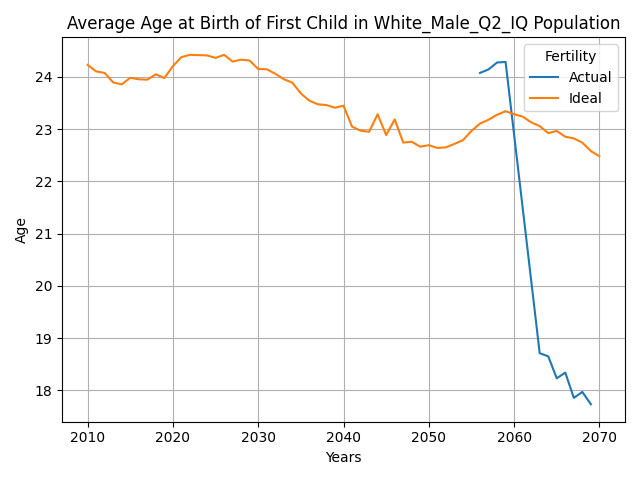 Average Age at Birth of First Child in White_Male_Q2_IQ Population
Fertility
Actual
Ideal
Age
24
23
22
21
20
19
18
2010 2020 2030 2040 2050 2060 2070
Years